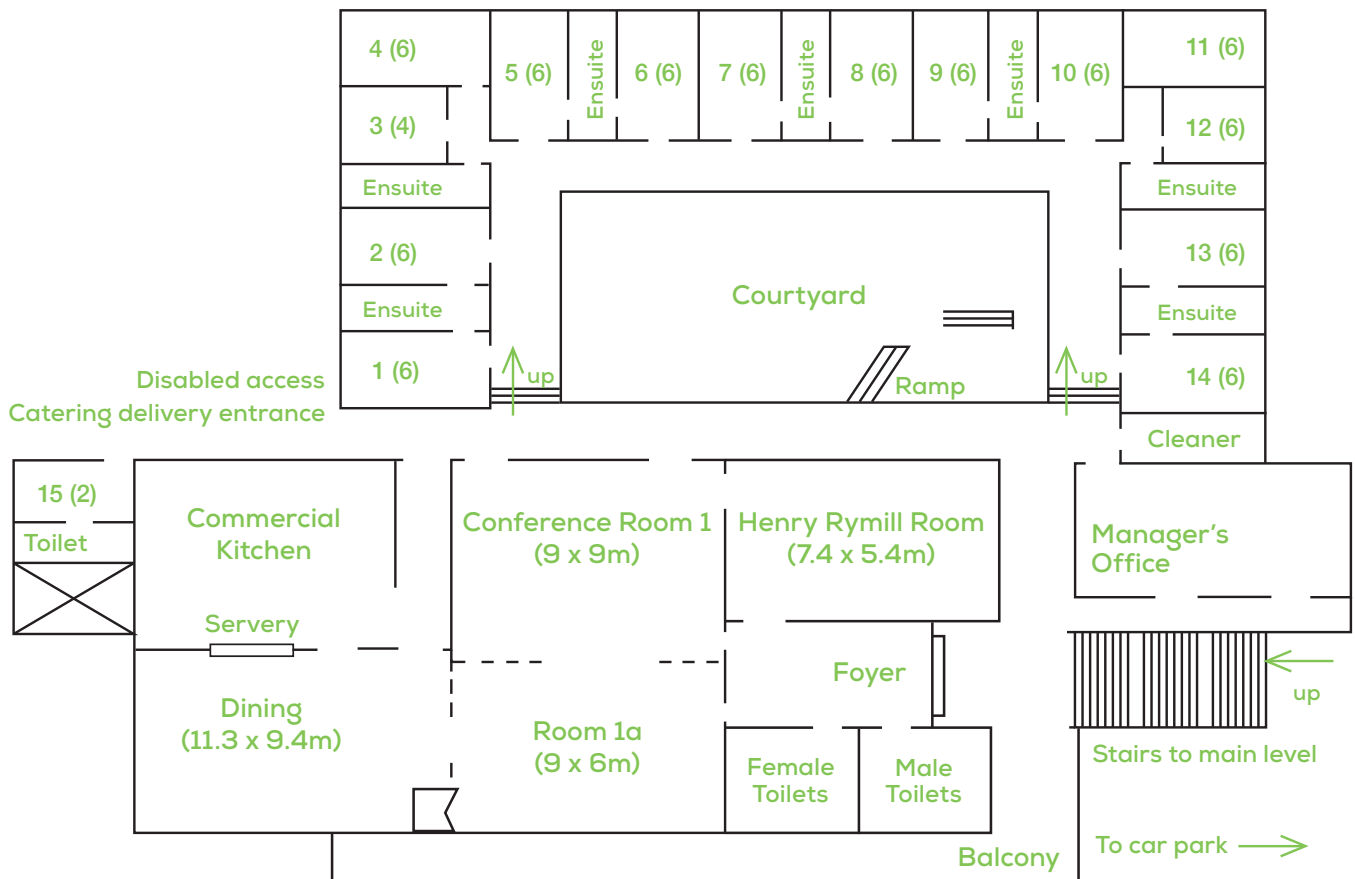 4 (6)
5 (6)
Ensuite
6 (6)
7 (6)
Ensuite
8 (6)
9 (6)
Ensuite
10 (6)
11 (6)
3 (4)
12 (6)
Ensuite
Ensuite
2 (6)
13 (6)
Courtyard
Ensuite
Ensuite
1 (6)
up
Ramp
up
14 (6)
Disabled access
Catering delivery entrance
Cleaner
15 (2)
Toilet
Commercial
Kitchen
Conference Room 1
(9 x 9m)
Henry Rymill Room
(7.4 x 5.4m)
Manager's
Office
Servery
Foyer
up
Dining
(11.3 x 9.4m)
Room 1a
(9 x 6m)
Female
Toilets
Male
Toilets
Stairs to main level
Balcony
To car park